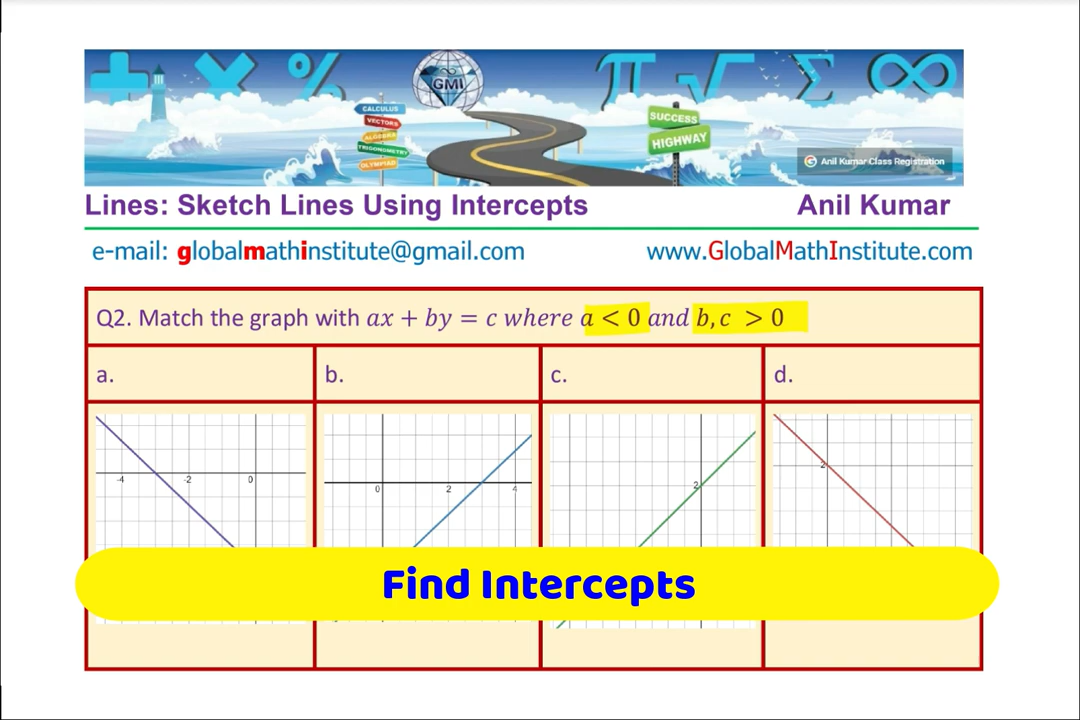 GMI
CALCULUS
VECTORS
ALGEBRA
TRIGONOMETRY
OLYMPIAD
SUCCESS
HIGHWAY
Anil Kumar Class Registration
Lines: Sketch Lines Using Intercepts
Anil Kumar
e-mail: globalmathinstitute@gmail.com
www.GlobalMathInstitute.com
Q2. Match the graph with ax + by = c where a < 0 and b, c > 0
a.
b.
c.
d.
-4 -2 0
0 2 4
2
2
Find Intercepts